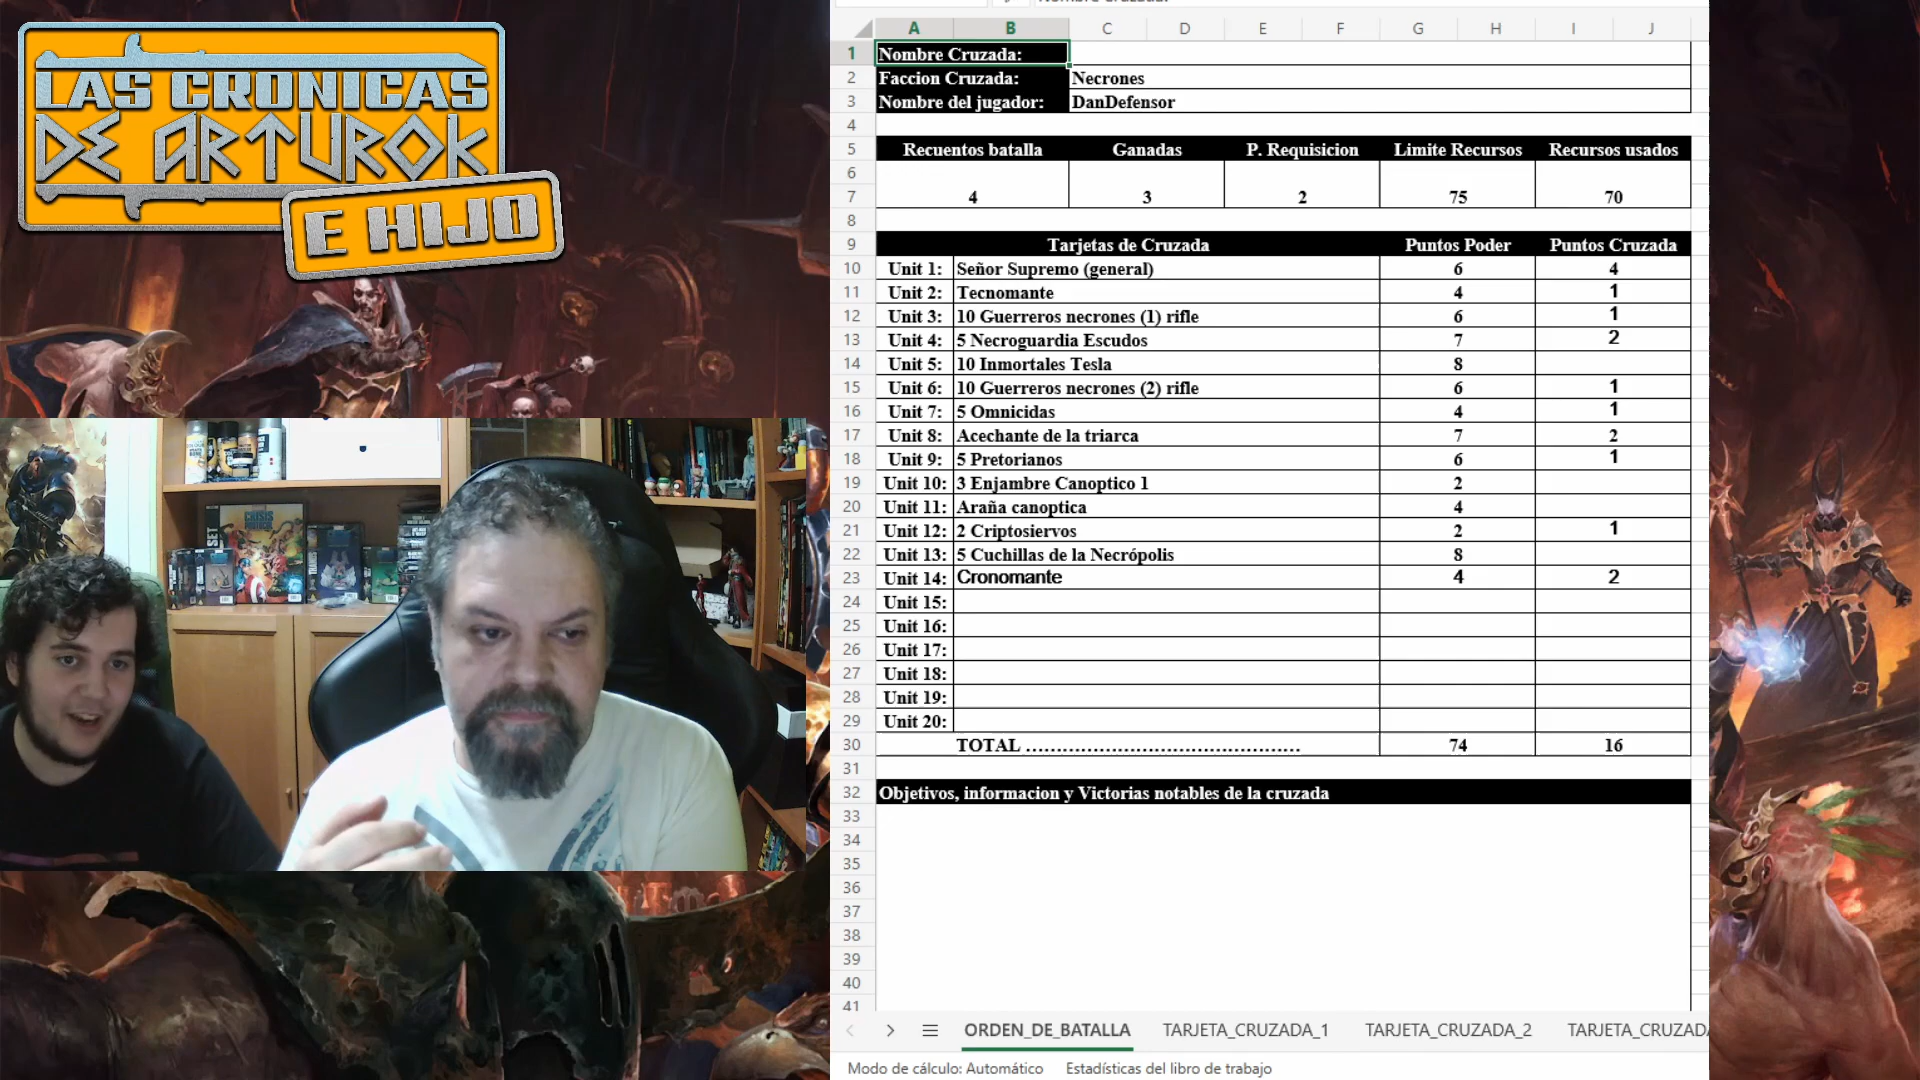 LAS CRONICAS
DE ARTUROK
E HIJO
A B C D E F G H I J
1 Nombre Cruzada:
2 Faccion Cruzada: Necrones
3 Nombre del jugador: DanDefensor
4
5 Recuentos batalla Ganadas P. Requisicion Limite Recursos Recursos usados
6
7 4 3 2 75 70
8
9 Tarjetas de Cruzada Puntos Poder Puntos Cruzada
10 Unit 1: Señor Supremo (general) 6 4
11 Unit 2: Tecnomante 4 1
12 Unit 3: 10 Guerreros necrones (1) rifle 6 1
13 Unit 4: 5 Necroguardia Escudos 7 2
14 Unit 5: 10 Inmortales Tesla 8
15 Unit 6: 10 Guerreros necrones (2) rifle 6 1
16 Unit 7: 5 Omnicidas 4 1
17 Unit 8: Acechante de la triarca 7 2
18 Unit 9: 5 Pretorianos 6 1
19 Unit 10: 3 Enjambre Canoptico 1 2
20 Unit 11: Araña canoptica 4
21 Unit 12: 2 Criptosiervos 2 1
22 Unit 13: 5 Cuchillas de la Necrópolis 8
23 Unit 14: Cronomante 4 2
24 Unit 15:
25 Unit 16:
26 Unit 17:
27 Unit 18:
28 Unit 19:
29 Unit 20:
30 TOTAL ............................................. 74 16
31
32 Objetivos, informacion y Victorias notables de la cruzada
33
34
35
36
37
38
39
40
41
ORDEN_DE_BATALLA TARJETA_CRUZADA_1 TARJETA_CRUZADA_2 TARJETA_CRUZADA
Modo de cálculo: Automático Estadísticas del libro de trabajo
CRISIS